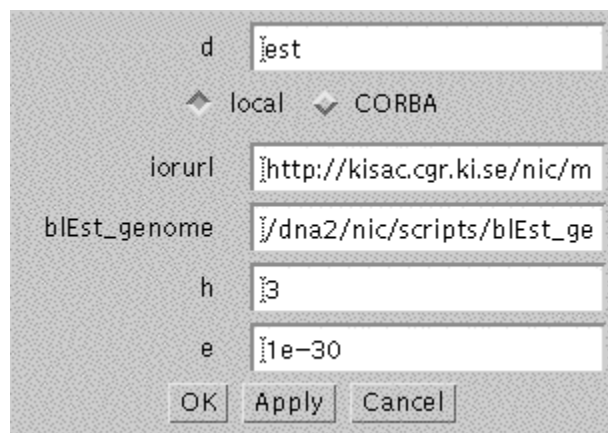 d est
local CORBA
iorurl http://kisac.cgr.ki.se/nic/m
blEst_genome /dna2/nic/scripts/blEst_ge
h 3
e 1e-30
OK Apply Cancel